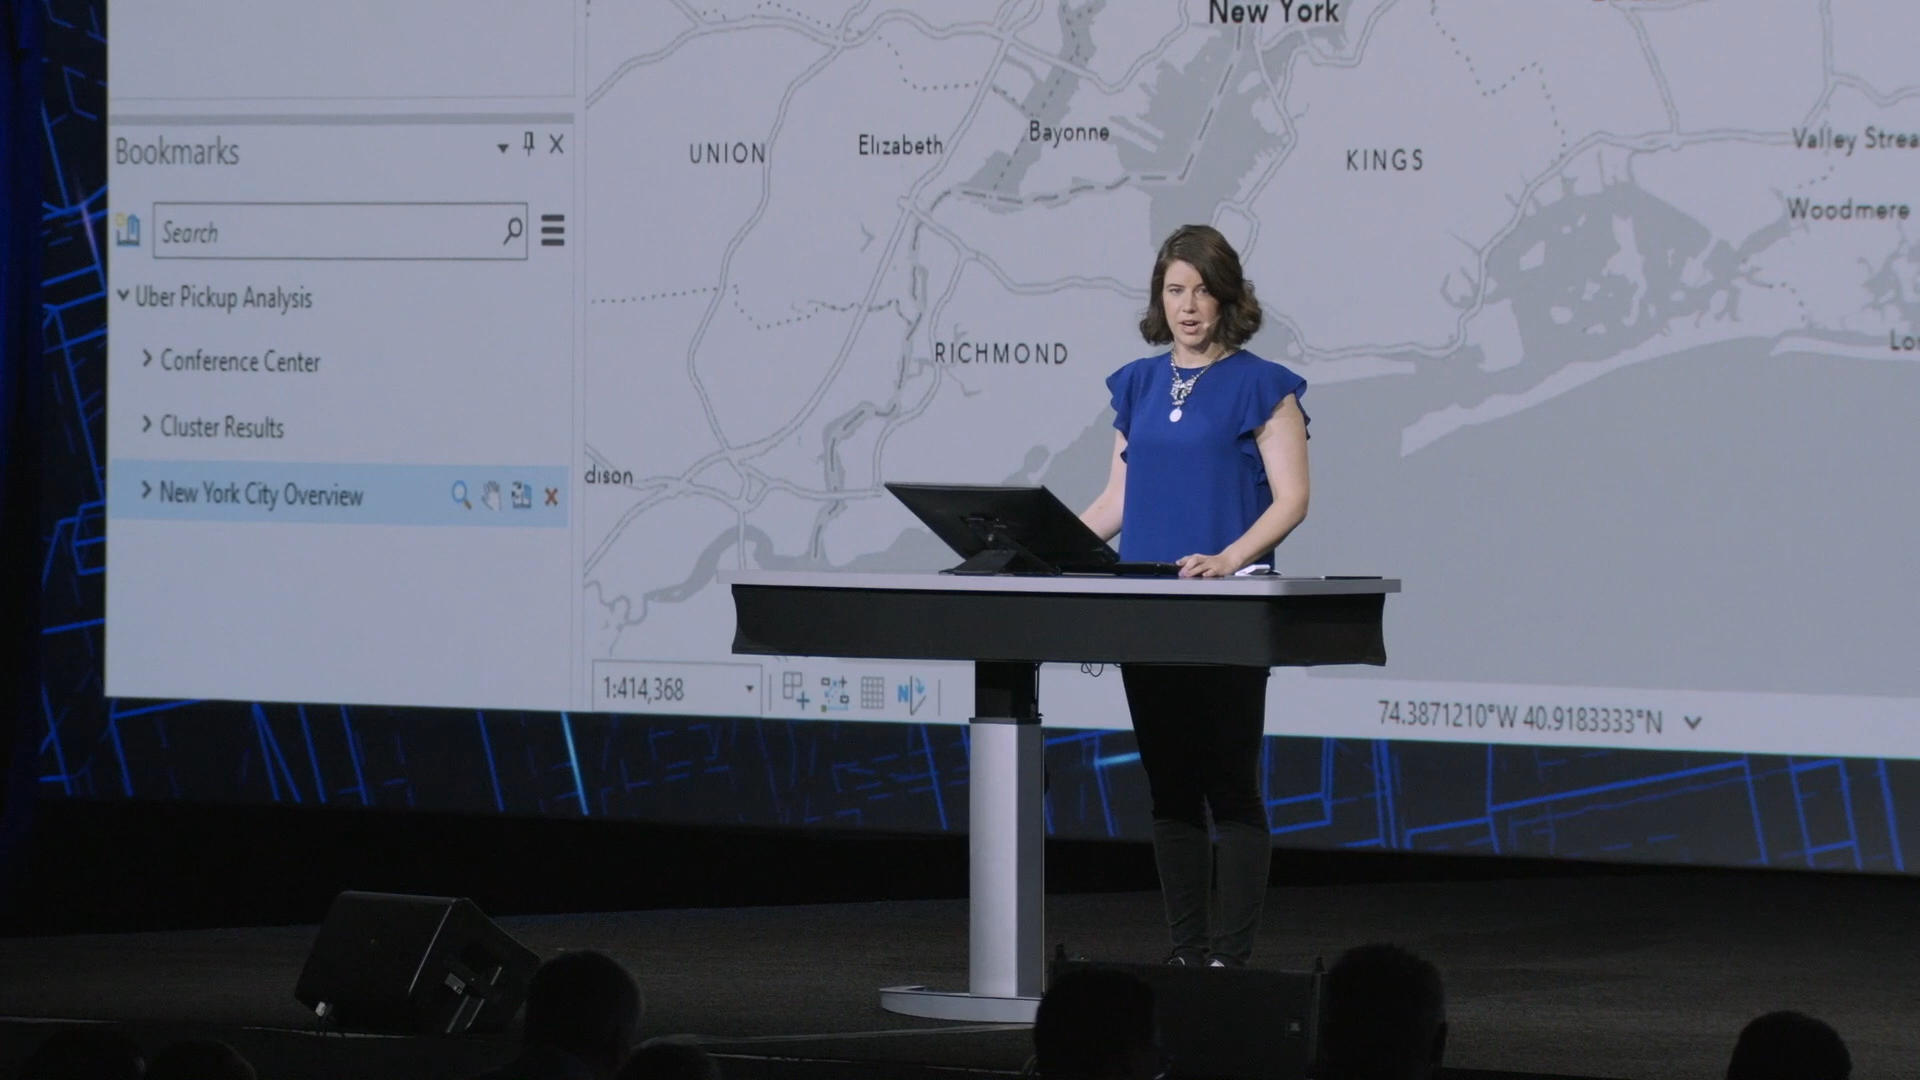 New York
Bookmarks
UNION
Elizabeth
Bayonne
KINGS
Valley Strea
Search
Woodmere
Uber Pickup Analysis
RICHMOND
Lo
Conference Center
Cluster Results
dison
New York City Overview
1:414,368
N
74.3871210°W 40.9183333°N